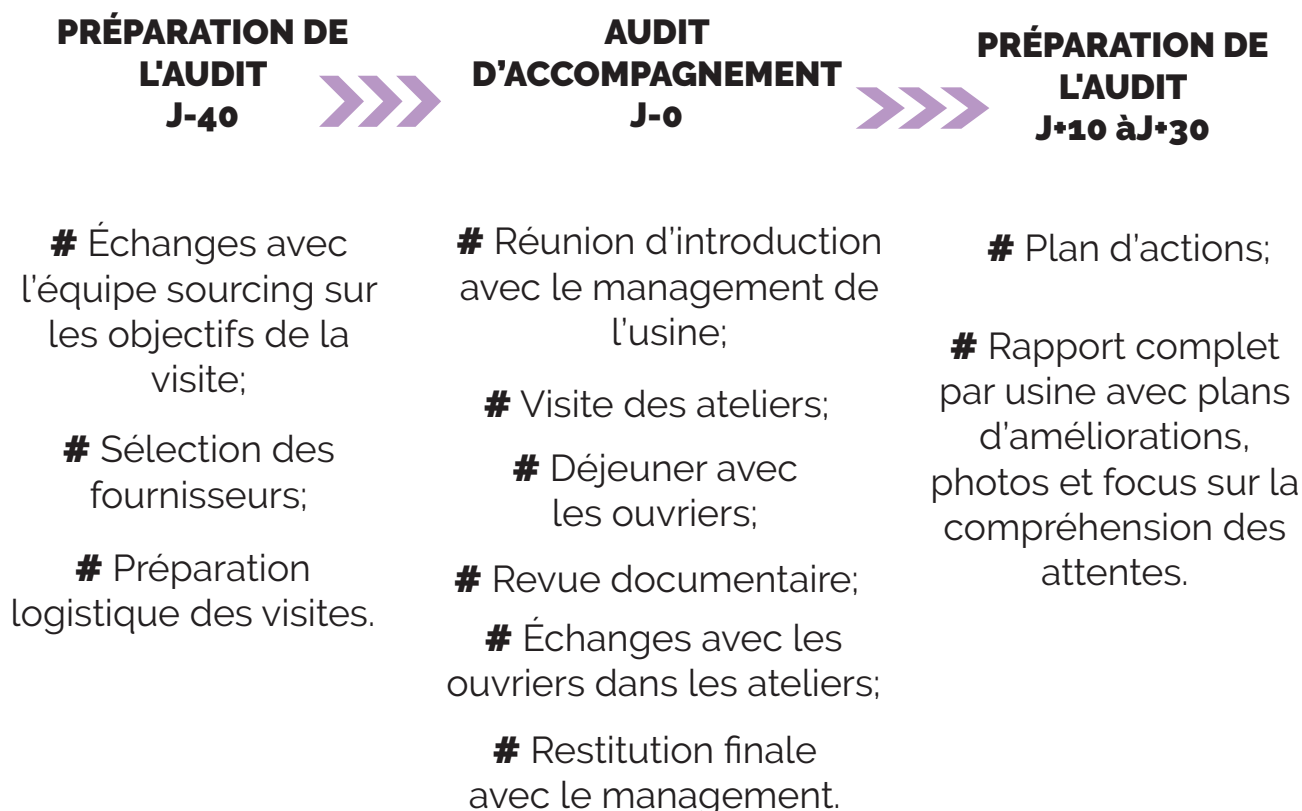 PRÉPARATION DE
L'AUDIT
J-40
# Échanges avec
l'équipe sourcing sur
les objectifs de la
visite;
# Sélection des
fournisseurs;
# Préparation
logistique des visites.
AUDIT
D’ACCOMPAGNEMENT
J-0
# Réunion d’introduction
avec le management de
l’usine;
# Visite des ateliers;
# Déjeuner avec
les ouvriers;
# Revue documentaire;
# Échanges avec les
ouvriers dans les ateliers;
# Restitution finale
avec le management.
PRÉPARATION DE
L'AUDIT
J+10 àJ+30
# Plan d’actions;
# Rapport complet
par usine avec plans
d’améliorations,
photos et focus sur la
compréhension des
attentes.